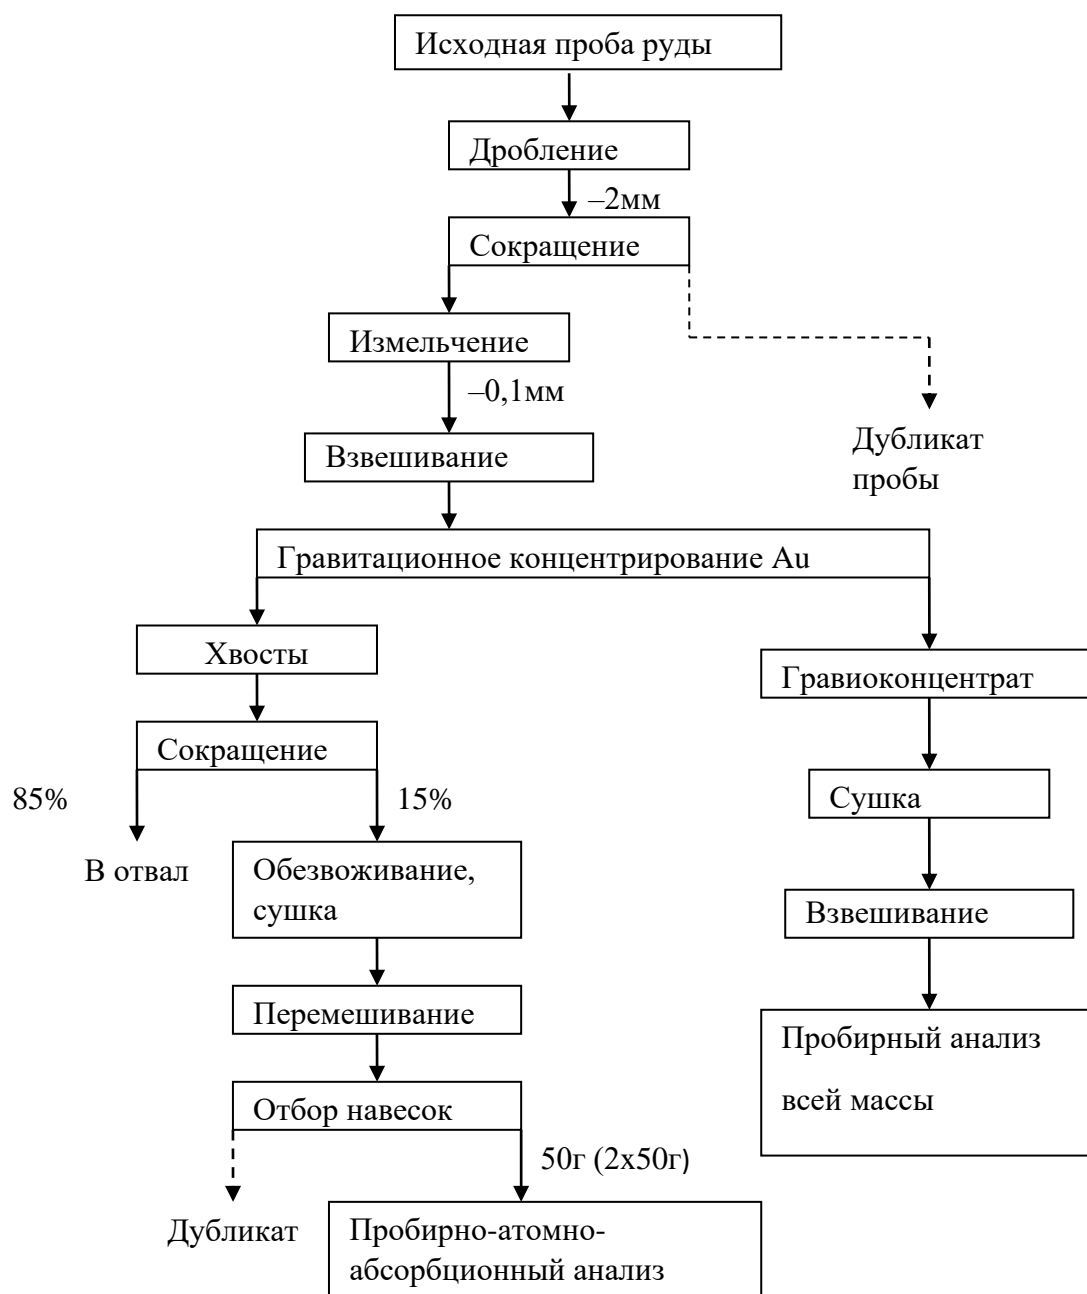 Исходная проба руды
Дробление
–2мм
Сокращение
Измельчение
–0,1мм
Взвешивание
Дубликат
пробы
Гравитационное концентрирование Au
Хвосты
Гравиоконцентрат
Сокращение
85%
15%
Сушка
В отвал
Обезвоживание,
сушка
Взвешивание
Перемешивание
Пробирный анализ
всей массы
Отбор навесок
50г (2х50г)
Дубликат
Пробирно-атомно-
абсорбционный анализ